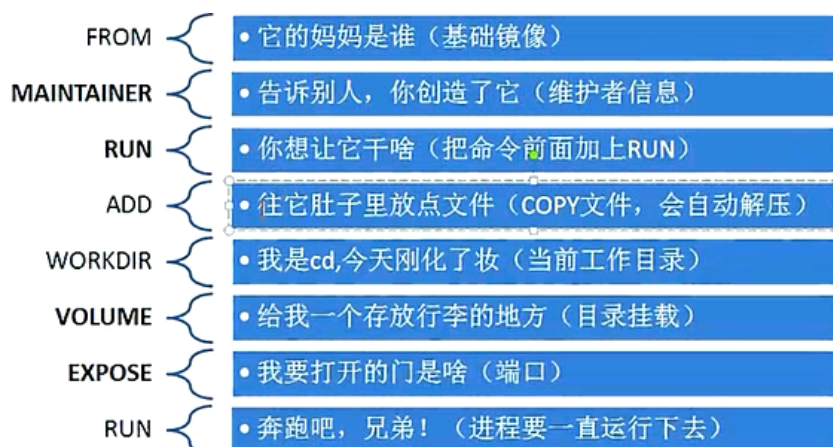 FROM • 它的妈妈是谁（基础镜像）
MAINTAINER • 告诉别人，你创造了它（维护者信息）
RUN • 你想让它干啥（把命令前面加上RUN）
ADD • 往它肚子里放点文件（COPY文件，会自动解压）
WORKDIR • 我是cd,今天刚化了妆（当前工作目录）
VOLUME • 给我一个存放行李的地方（目录挂载）
EXPOSE • 我要打开的门是啥（端口）
RUN • 奔跑吧，兄弟！（进程要一直运行下去）